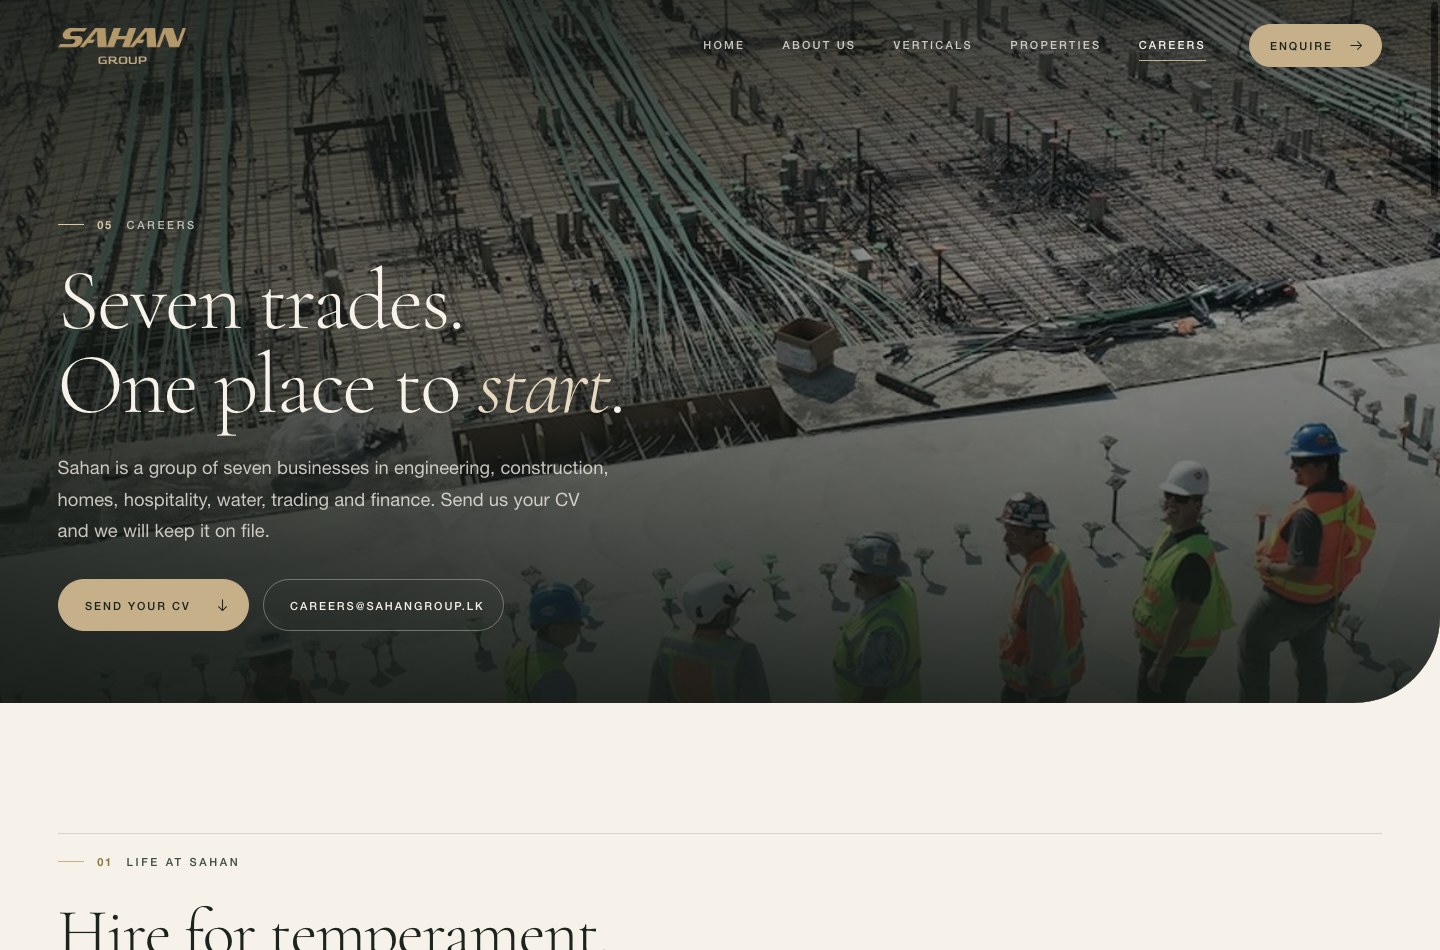 SAHAN
GROUP
HOME
ABOUT US
VERTICALS
PROPERTIES
CAREERS
ENQUIRE
05 CAREERS
Seven trades.
One place to start.
Sahan is a group of seven businesses in engineering, construction,
homes, hospitality, water, trading and finance. Send us your CV
and we will keep it on file.
SEND YOUR CV
CAREERS@SAHANGROUP.LK
01 LIFE AT SAHAN
Hire for temperament.